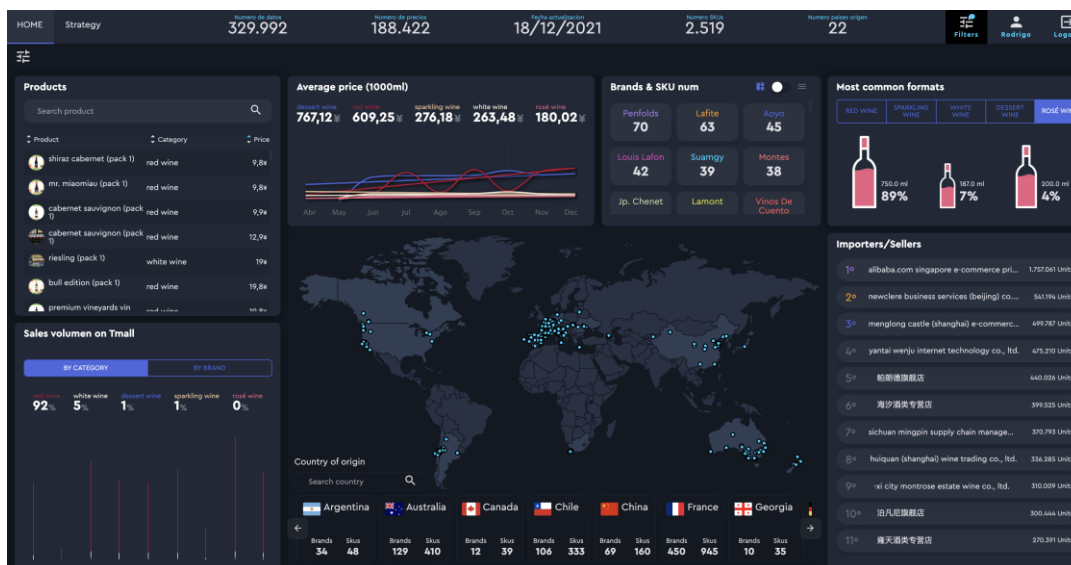 HOME
Strategy
Numero de datos
329.992
Numero de precios
188.422
Fecha actualizacion
18/12/2021
Numero SKUs
2.519
Numero paises origen
22
Filters
Rodrigo
Products
Search product
Product Category Price
shiraz cabernet (pack 1) red wine 9,8¥
mr. miaomiau (pack 1) red wine 9,8¥
cabernet sauvignon (pack 1) red wine 9,9¥
cabernet sauvignon (pack 1) red wine 12,9¥
riesling (pack 1) white wine 19¥
bull edition (pack 1) red wine 19,8¥
premium vineyards vin red wine
Average price (1000ml)
dessert wine red wine sparkling wine white wine rosé wine
767,12¥ 609,25¥ 276,18¥ 263,48¥ 180,02¥
Abr May Jun Jul Ago Sep Oct Nov Dec
Brands & SKU num
Penfolds Lafite Aoyo
70 63 45
Louis Lafon Suamgy Montes
42 39 38
Jp. Chenet Lamont Vinos De Cuento
Most common formats
RED WINE SPARKLING WINE WHITE WINE DESSERT WINE ROSÉ
750.0 ml
89%
187.0 ml
7%
200.0 ml
4%
Sales volumen on Tmall
BY CATEGORY BY BRAND
red wine white wine dessert wine sparkling wine rosé wine
92% 5% 1% 1% 0%
Country of origin
Search country
Argentina Australia Canada Chile China France Georgia
Brands Skus Brands Skus Brands Skus Brands Skus Brands Skus Brands Skus Brands Skus
34 48 129 410 12 39 106 333 69 160 450 945 10 35
Importers/Sellers
1º alibaba.com singapore e-commerce pri... 1.757.061
2º newclere business services (beijing) co.... 541.194
3º menglong castle (shanghai) e-commerc... 499.787
4º yantai wenju internet technology co., ltd. 475.210
5º 帕朗德旗舰店 440.026
6º 海沙酒类专营店 399.525
7º sichuan mingpin supply chain manage... 370.793
8º huiquan (shanghai) wine trading co., ltd. 336.285
9º -xi city montrose estate wine co., ltd. 310.009
10º 泊凡尼旗舰店 300.444
11º 雍天酒类专营店 270.391